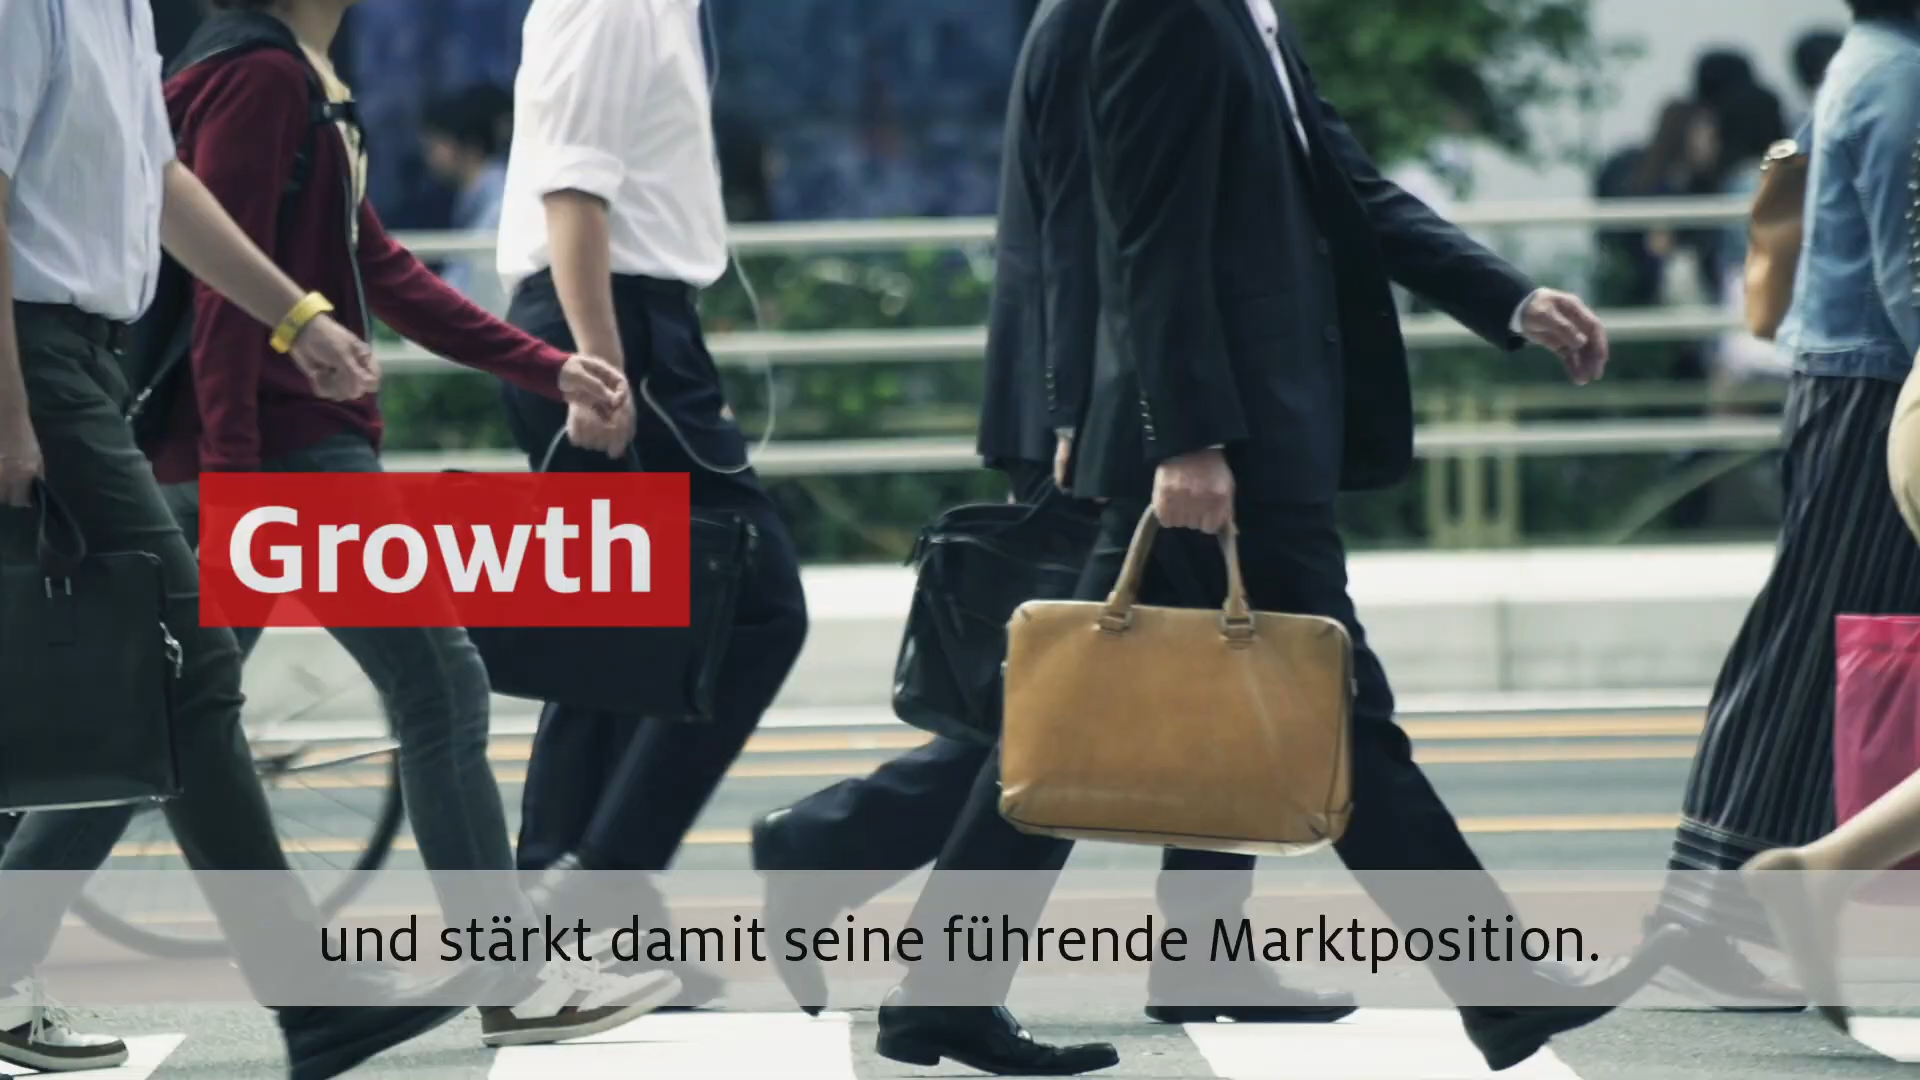 Growth
und stärkt damit seine führende Marktposition.